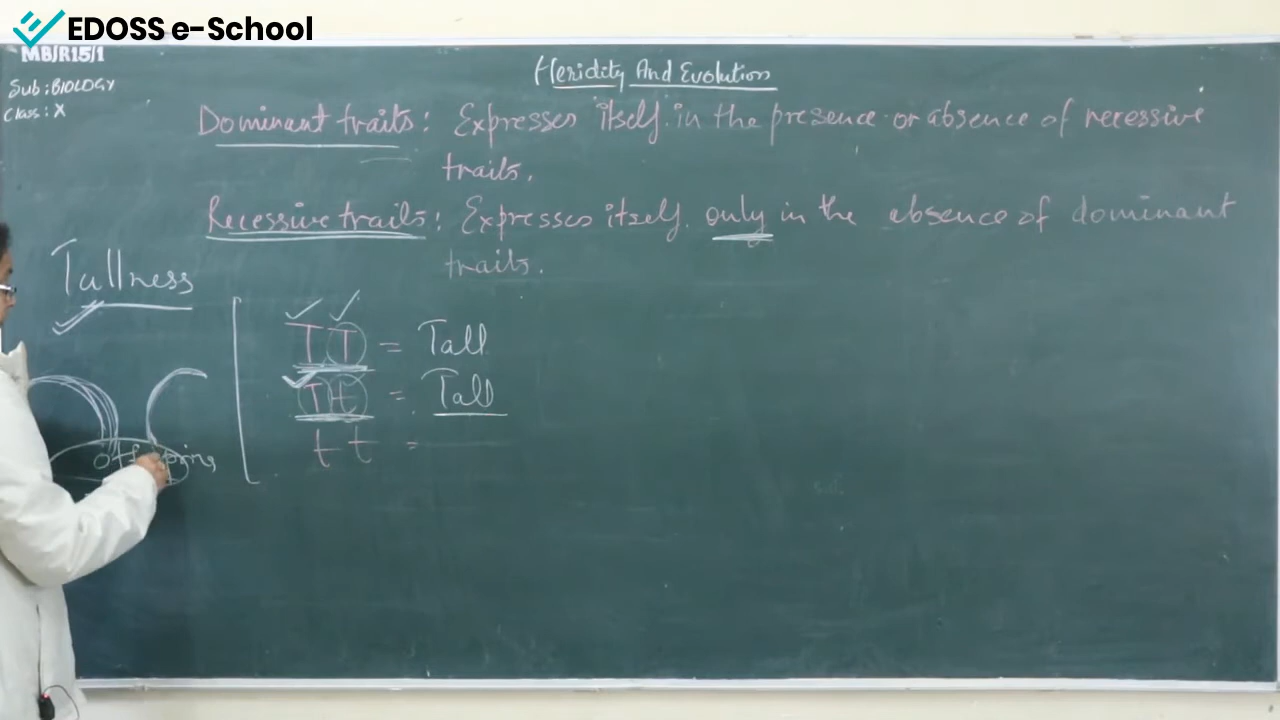 EDOSS e-School
MB/R15/1
Sub : BIOLOGY
Class : X
Heridity And Evolution
Dominant traits : Expresses itself in the presence or absence of recessive
traits.
Recessive traits : Expresses itself only in the absence of dominant
traits.
Tallness
TT = Tall
Tt = Tall
tt =